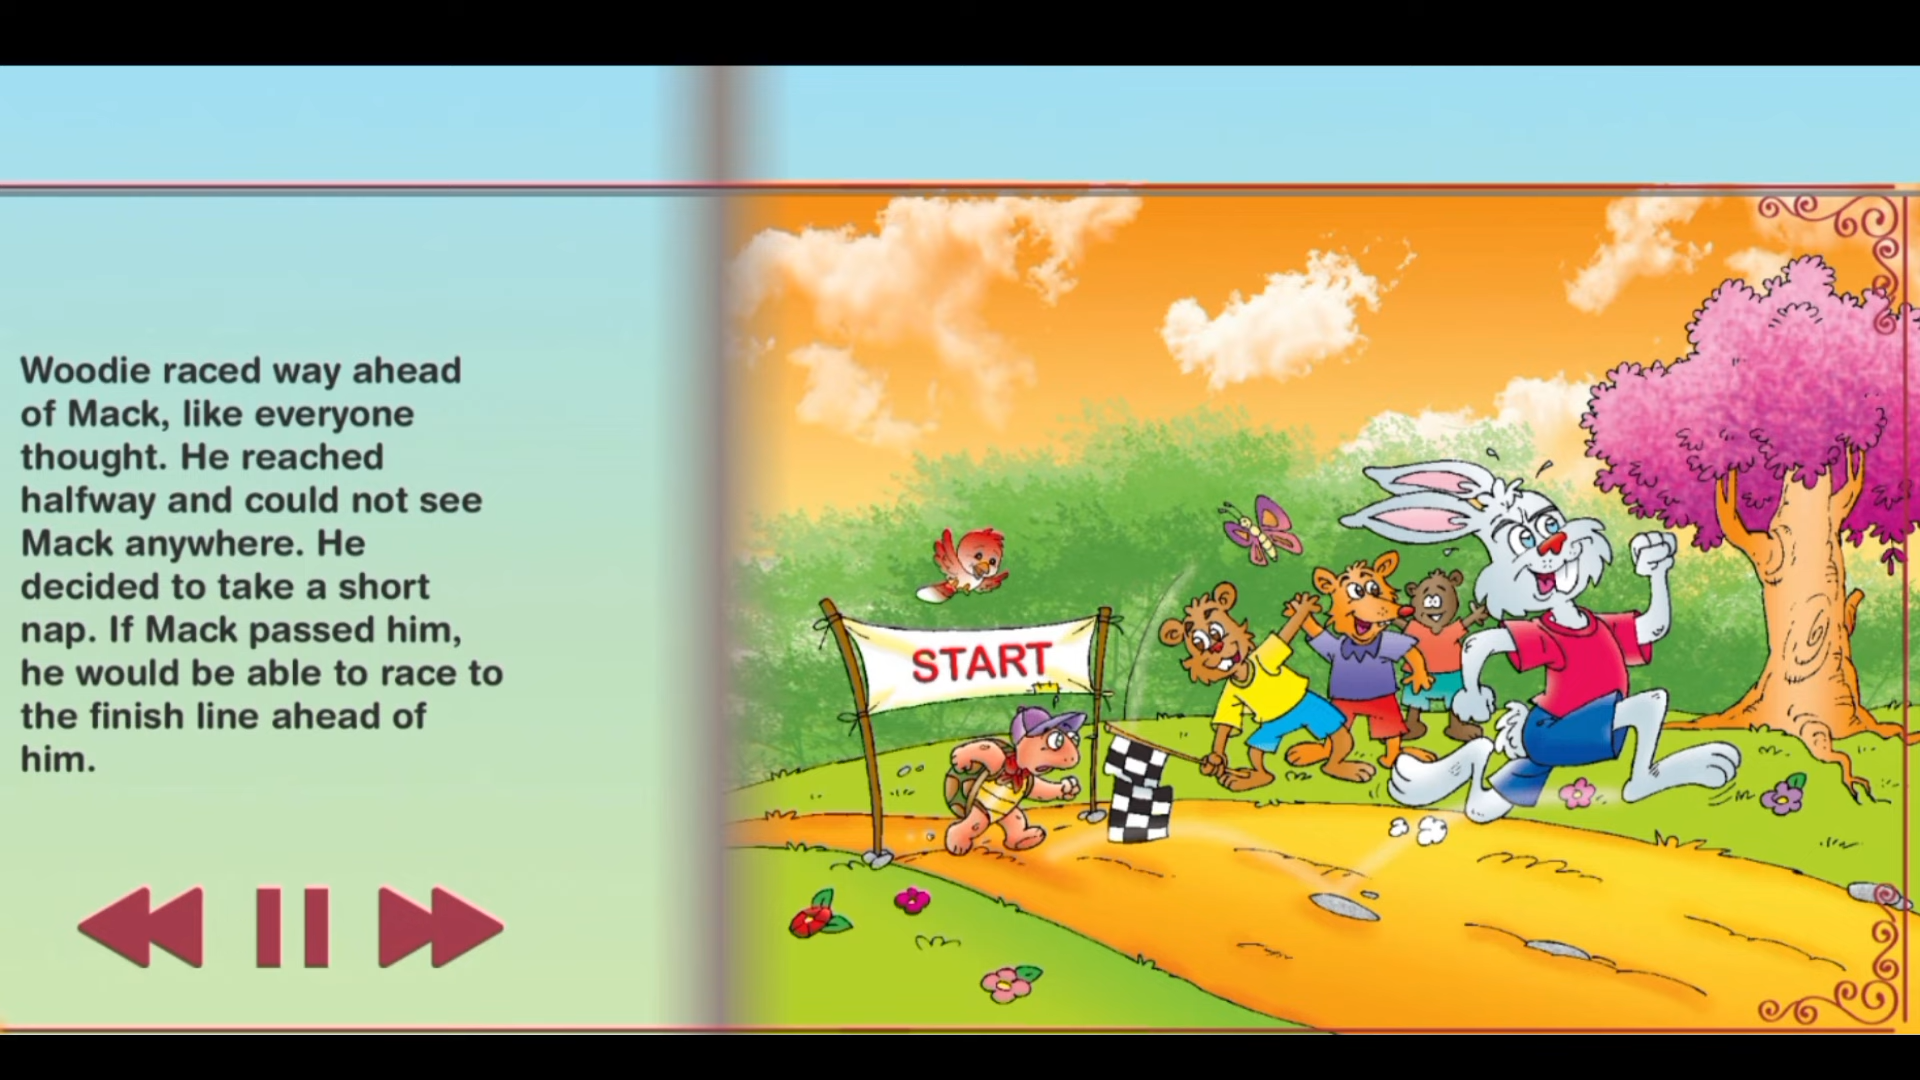 Woodie raced way ahead
of Mack, like everyone
thought. He reached
halfway and could not see
Mack anywhere. He
decided to take a short
nap. If Mack passed him,
he would be able to race to
the finish line ahead of
him.
START